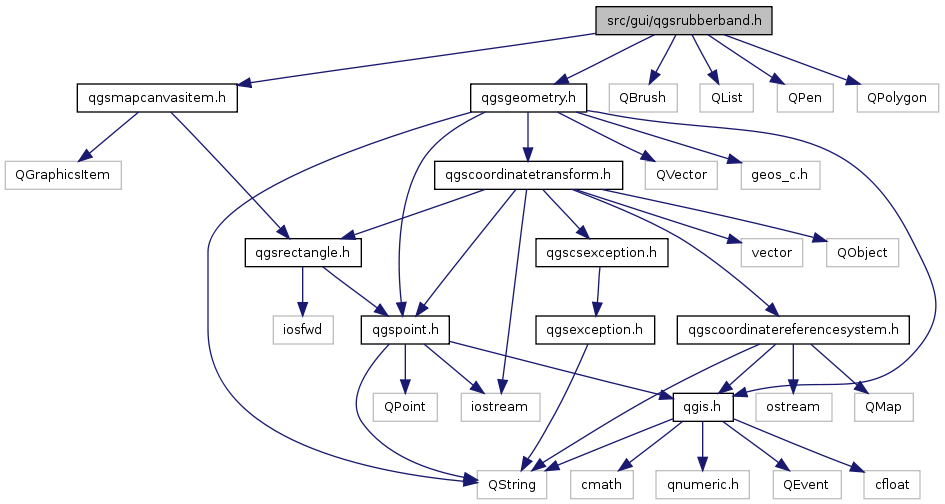 src/gui/qgsrubberband.h
qgsmapcanvasitem.h
qgsgeometry.h
QBrush
QList
QPen
QPolygon
QGraphicsItem
qgscoordinatetransform.h
QVector
geos_c.h
qgsrectangle.h
qgscsexception.h
vector
QObject
iosfwd
qgspoint.h
qgsexception.h
qgscoordinatereferencesystem.h
QPoint
iostream
qgis.h
ostream
QMap
QString
cmath
qnumeric.h
QEvent
cfloat